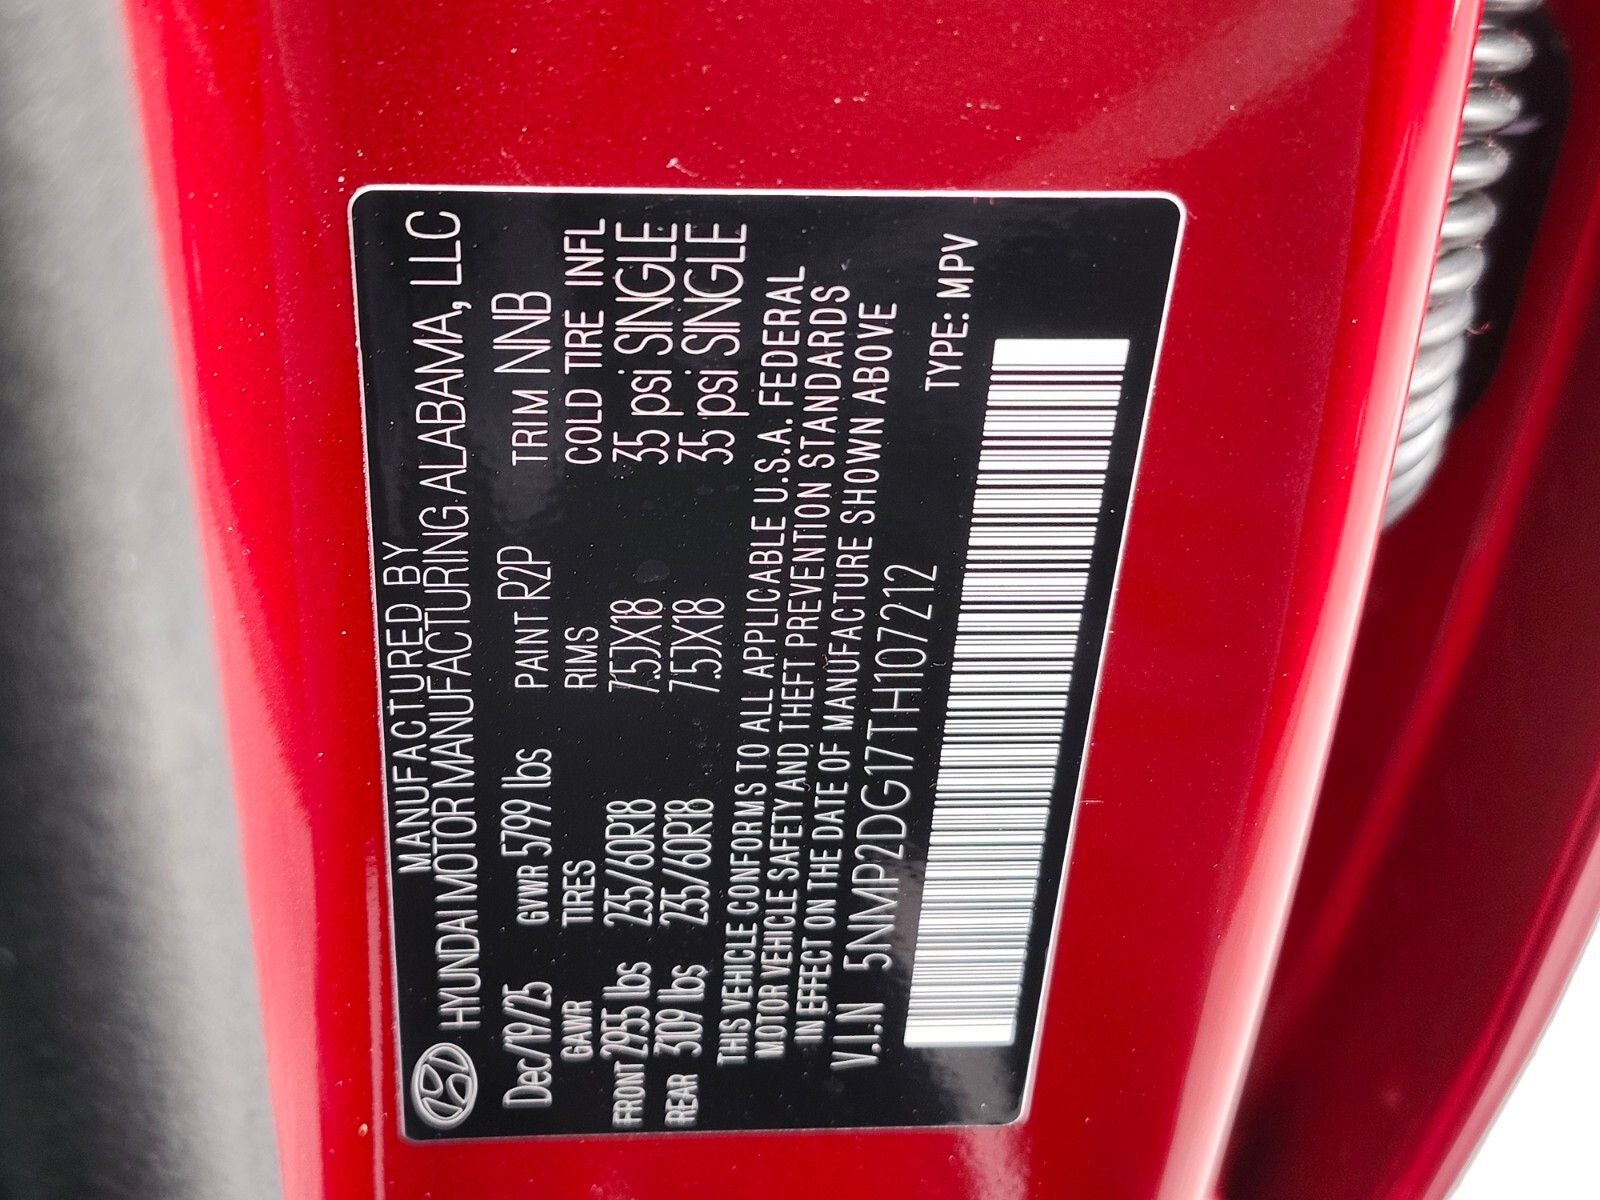 MANUFACTURED BY
HYUNDAI MOTOR MANUFACTURING ALABAMA, LLC
Dec/19/25 GVWR 5799 lbs PAINT R2P TRIM NNB
GAWR TIRES RIMS COLD TIRE INFL
FRONT 2955 lbs 235/60R18 7.5JX18 35 psi SINGLE
REAR 3109 lbs 235/60R18 7.5JX18 35 psi SINGLE
THIS VEHICLE CONFORMS TO ALL APPLICABLE U.S.A. FEDERAL
MOTOR VEHICLE SAFETY AND THEFT PREVENTION STANDARDS
IN EFFECT ON THE DATE OF MANUFACTURE SHOWN ABOVE
V.I.N 5NMP2DG17TH107212
TYPE: MPV